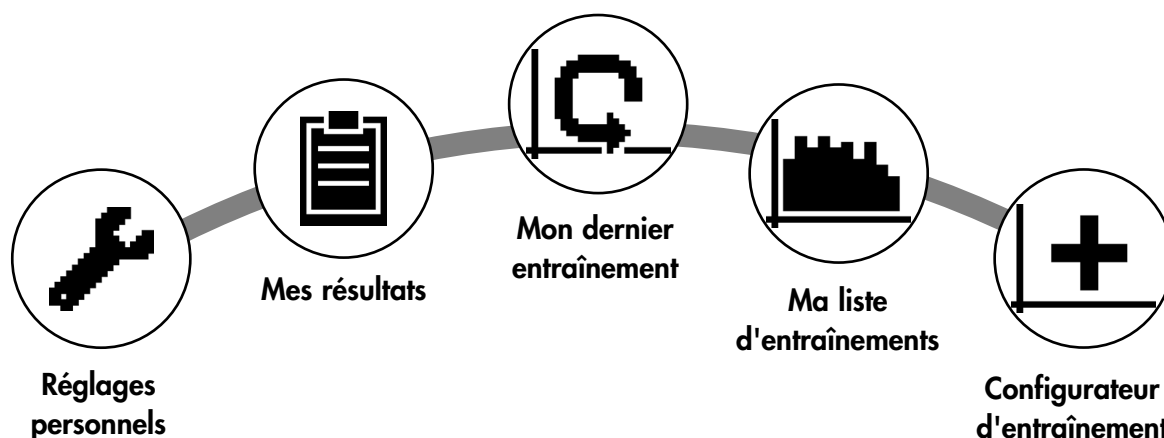 Réglages
personnels
Mes résultats
Mon dernier
entraînement
Ma liste
d'entraînements
Configurateur
d'entraînement